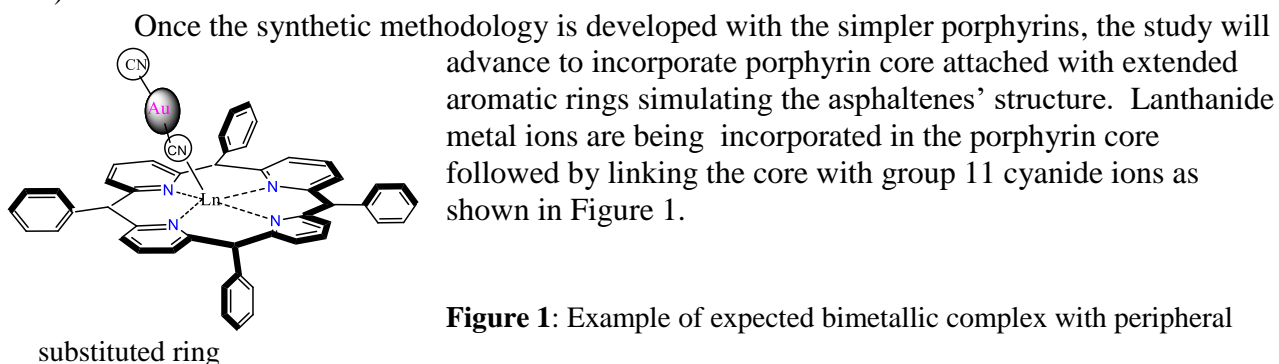 Once the synthetic methodology is developed with the simpler porphyrins, the study will
advance to incorporate porphyrin core attached with extended
aromatic rings simulating the asphaltenes' structure. Lanthanide
metal ions are being incorporated in the porphyrin core
followed by linking the core with group 11 cyanide ions as
shown in Figure 1.
CN
Au
CN
N
N
Ln
N
N
Figure 1: Example of expected bimetallic complex with peripheral
substituted ring